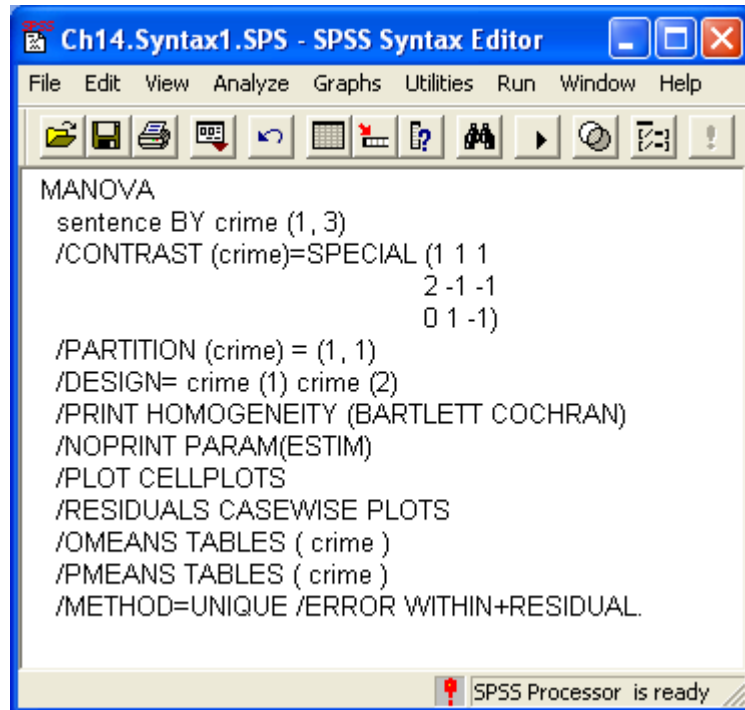 Ch14.Syntax1.SPS - SPSS Syntax Editor
File Edit View Analyze Graphs Utilities Run Window Help
MANOVA
sentence BY crime (1, 3)
/CONTRAST (crime)=SPECIAL (1 1 1
2 -1 -1
0 1 -1)
/PARTITION (crime) = (1, 1)
/DESIGN= crime (1) crime (2)
/PRINT HOMOGENEITY (BARTLETT COCHRAN)
/NOPRINT PARAM(ESTIM)
/PLOT CELLPLOTS
/RESIDUALS CASEWISE PLOTS
/OMEANS TABLES ( crime )
/PMEANS TABLES ( crime )
/METHOD=UNIQUE /ERROR WITHIN+RESIDUAL.
SPSS Processor is ready